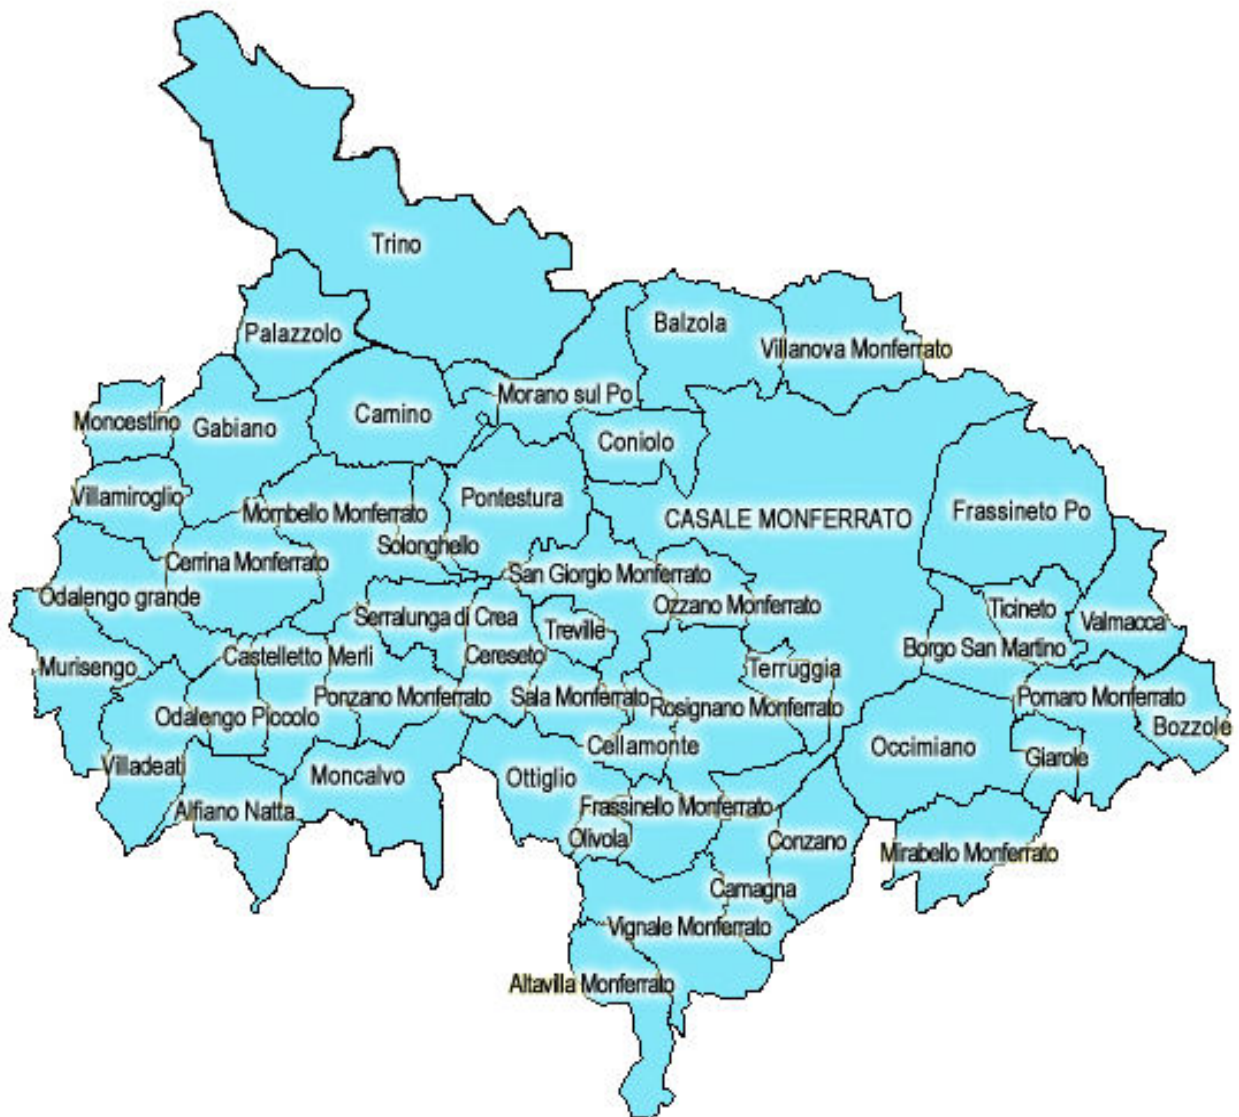 Trino
Palazzolo
Balzola
Villanova Monferrato
Morano sul Po
Camino
Moncestino
Gabiano
Coniolo
Villamiroglio
Mombello Monferrato
Pontestura
CASALE MONFERRATO
Frassineto Po
Solonghello
Cerrina Monferrato
San Giorgio Monferrato
Odalengo grande
Ozzano Monferrato
Ticineto
Serralunga di Crea
Treville
Valmacca
Borgo San Martino
Murisengo
Castelletto Merli
Cereseto
Terruggia
Ponzano Monferrato
Sala Monferrato
Rosignano Monferrato
Pomaro Monferrato
Odalengo Piccolo
Bozzole
Cellamonte
Occimiano
Giarole
Villadeati
Moncalvo
Ottiglio
Alfiano Natta
Frassinello Monferrato
Olivola
Conzano
Mirabello Monferrato
Camagna
Vignale Monferrato
Altavilla Monferrato